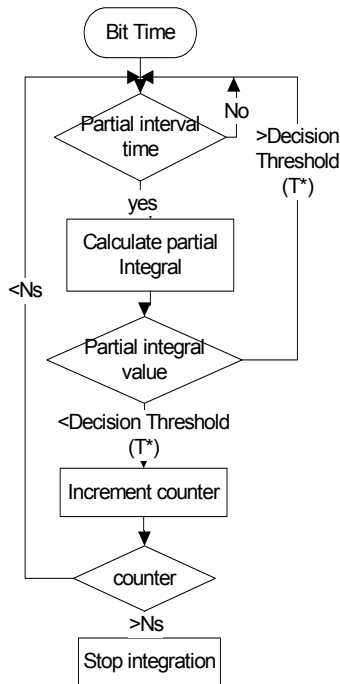 Bit Time
Partial interval
time
No
>Decision
Threshold
(T*)
yes
Calculate partial
Integral
<Ns
Partial integral
value
<Decision Threshold
(T*)
Increment counter
counter
>Ns
Stop integration